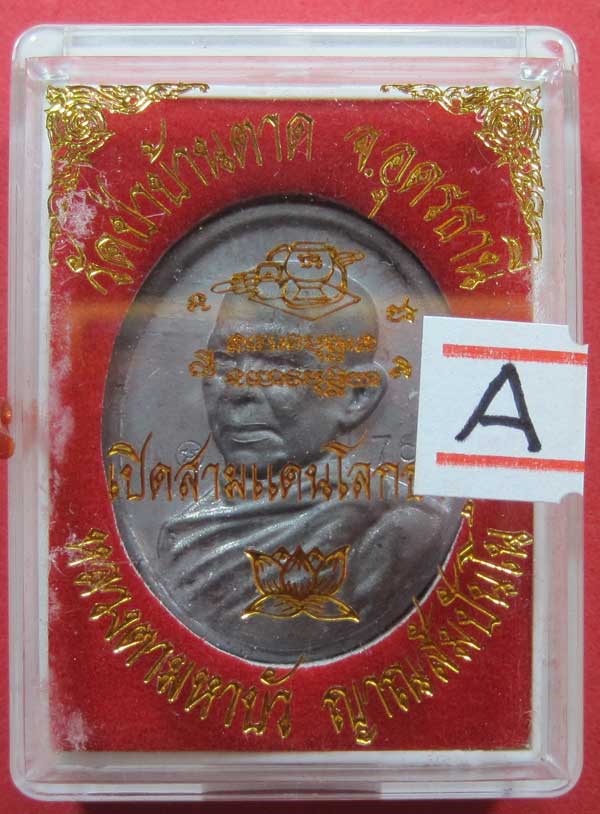 วัดป่าบ้านตาด จ.อุดรธานี
A
78
เปิดสามแดนโลกธ
หลวงตามหาบัว ญาณสัมปันโน